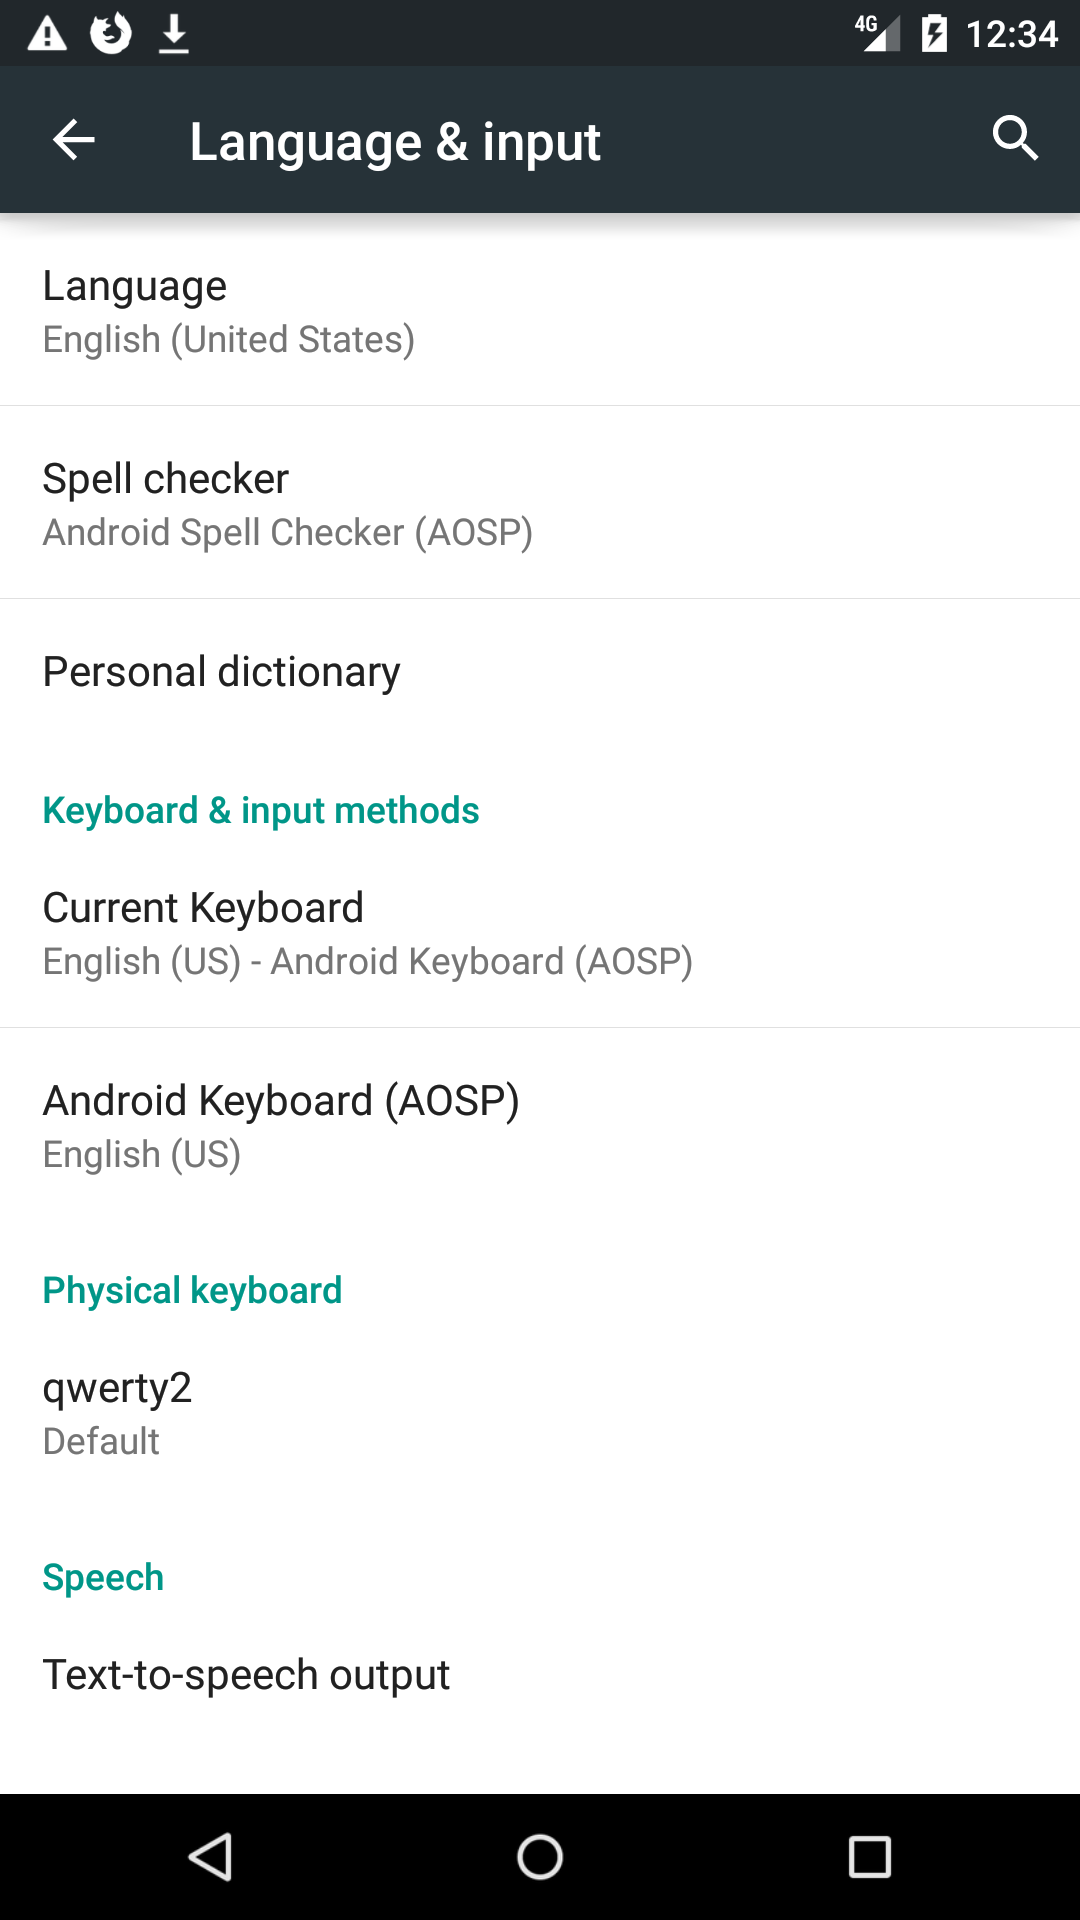 4G 12:34
Language & input
Language
English (United States)
Spell checker
Android Spell Checker (AOSP)
Personal dictionary
Keyboard & input methods
Current Keyboard
English (US) - Android Keyboard (AOSP)
Android Keyboard (AOSP)
English (US)
Physical keyboard
qwerty2
Default
Speech
Text-to-speech output